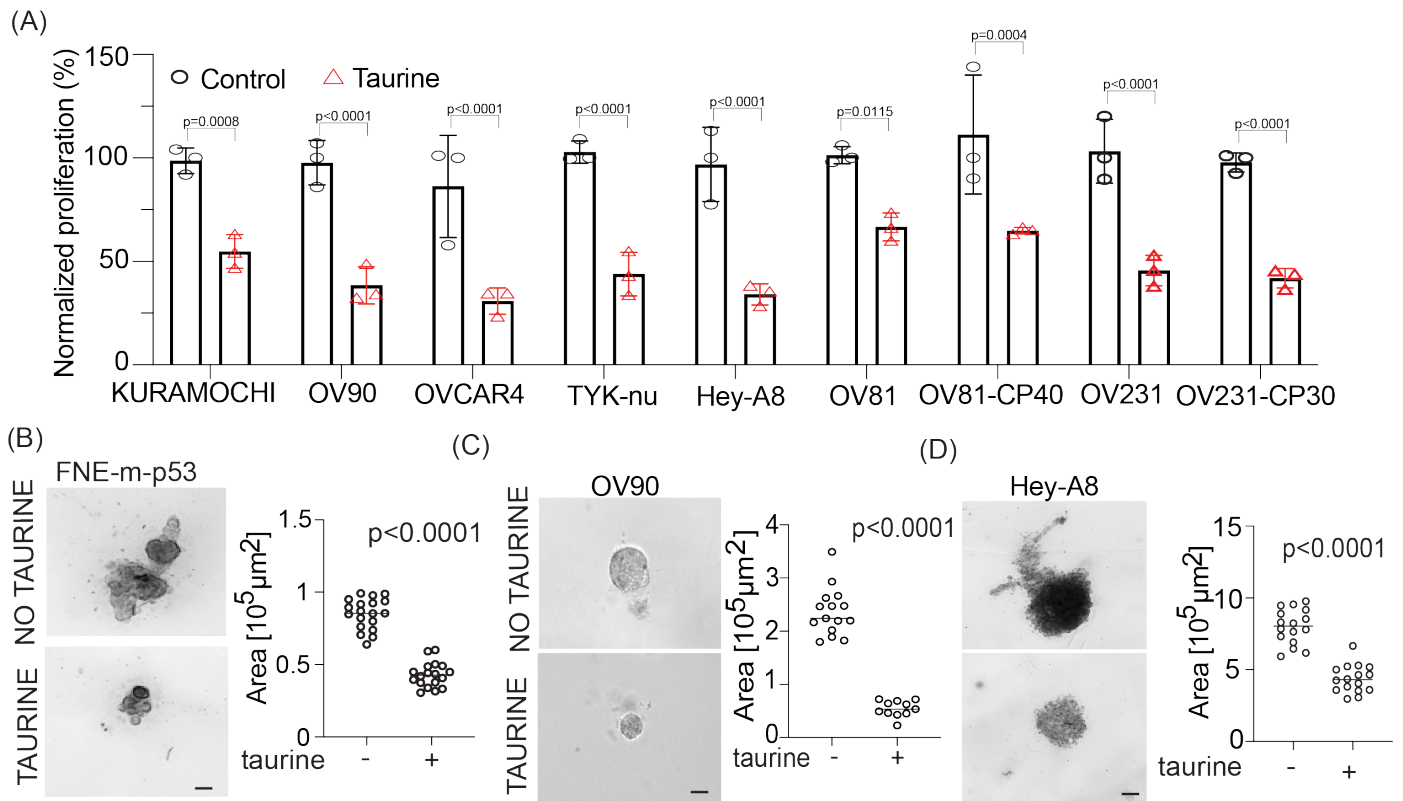 (A)
Normalized proliferation (%)
150
100
50
0
Control
Taurine
p=0.0008
p<0.0001
p<0.0001
p<0.0001
p<0.0001
p=0.0115
p=0.0004
p<0.0001
p<0.0001
KURAMOCHI
OV90
OVCAR4
TYK-nu
Hey-A8
OV81
OV81-CP40
OV231
OV231-CP30
(B)
FNE-m-p53
NO TAURINE
TAURINE
Area [10⁵µm²]
1.5
1
0.5
0
p<0.0001
taurine - +
(C)
OV90
NO TAURINE
TAURINE
Area [10⁵µm²]
4
3
2
1
0
p<0.0001
taurine - +
(D)
Hey-A8
Area [10⁵µm²]
15
10
5
0
p<0.0001
taurine - +